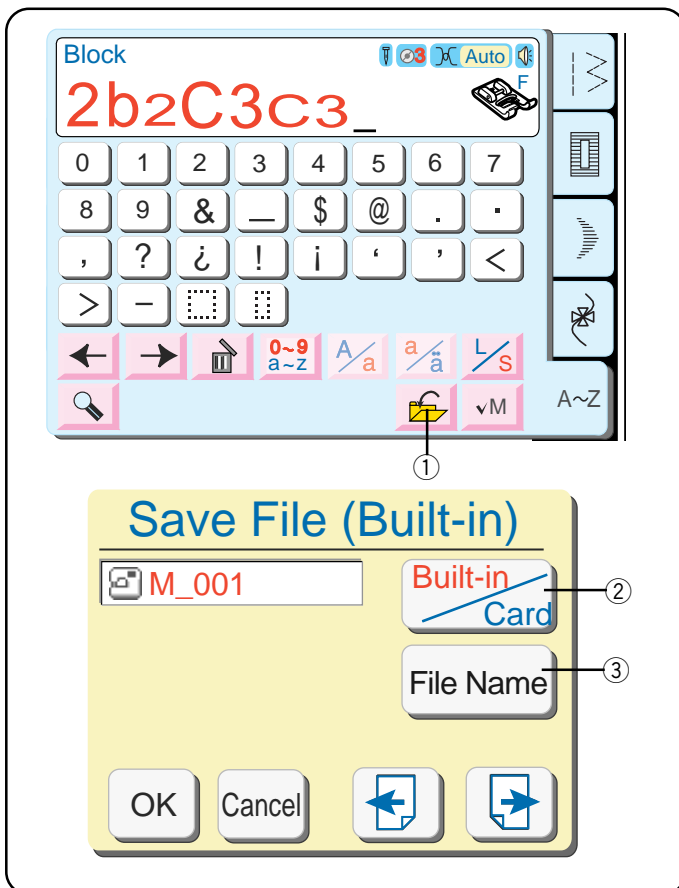 Block 3 Auto
2b2C3C3_ F
0 1 2 3 4 5 6 7
8 9 & _ $ @ . ·
, ? ¿ ! ¡ ‘ ’ <
> –
0~9 a~z A/a a/ä L/S
✓M A~Z
①
Save File (Built-in)
M_001 Built-in/Card ②
File Name ③
OK Cancel